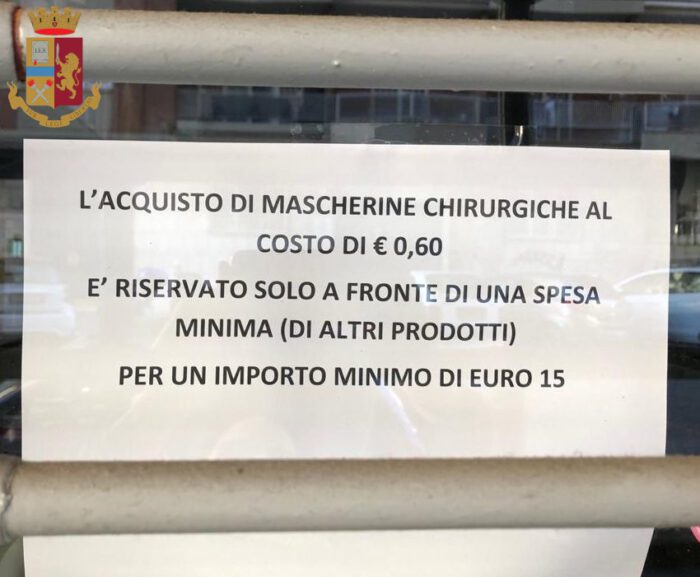 L'ACQUISTO DI MASCHERINE CHIRURGICHE AL
COSTO DI € 0,60
E' RISERVATO SOLO A FRONTE DI UNA SPESA
MINIMA (DI ALTRI PRODOTTI)
PER UN IMPORTO MINIMO DI EURO 15